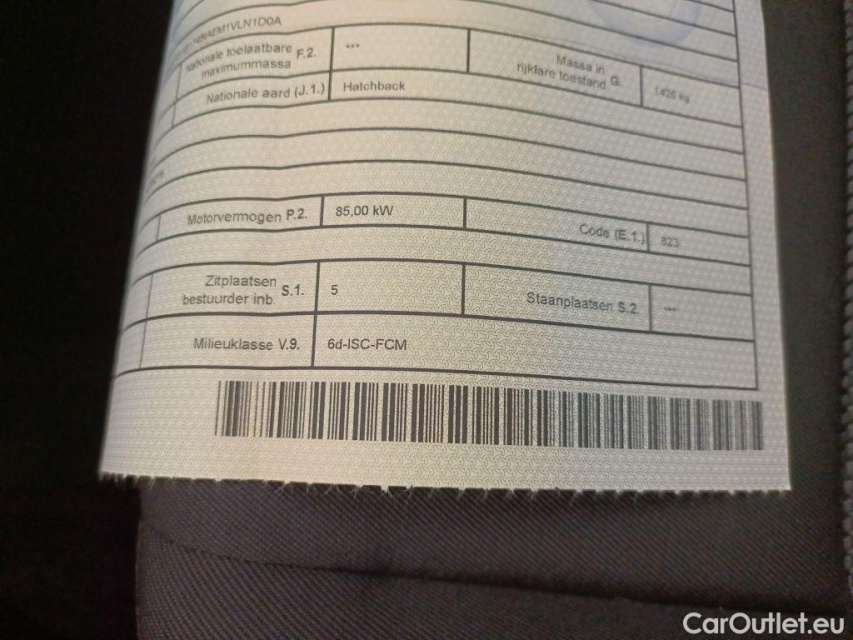 Nationale toelaatbare maximummassa F.2. ***
Massa in rijklare toestand G. 1425 kg
Nationale aard (J.1.) Hatchback
Motorvermogen P.2. 85,00 kW
Code (E.1.) 823
Zitplaatsen bestuurder inb. S.1. 5
Staanplaatsen S.2. ---
Milieuklasse V.9. 6d-ISC-FCM
CarOutlet.eu